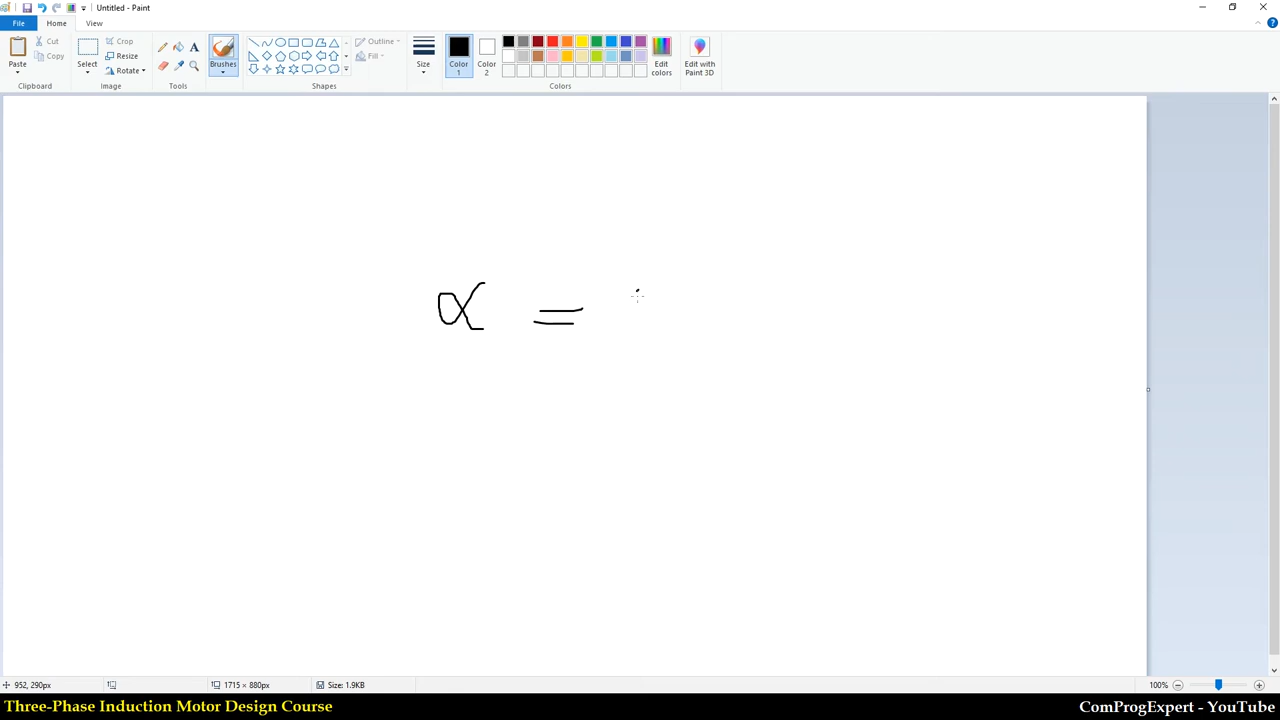 Untitled - Paint
File Home View
Paste
Cut
Copy
Clipboard
Select
Crop
Resize
Rotate
Image
Tools
Brushes
Outline
Fill
Shapes
Size
Color 1
Color 2
Edit colors
Colors
Edit with Paint 3D
α =
952, 290px
1715 × 880px
Size: 1.9KB
100%
Three-Phase Induction Motor Design Course
ComProgExpert - YouTube